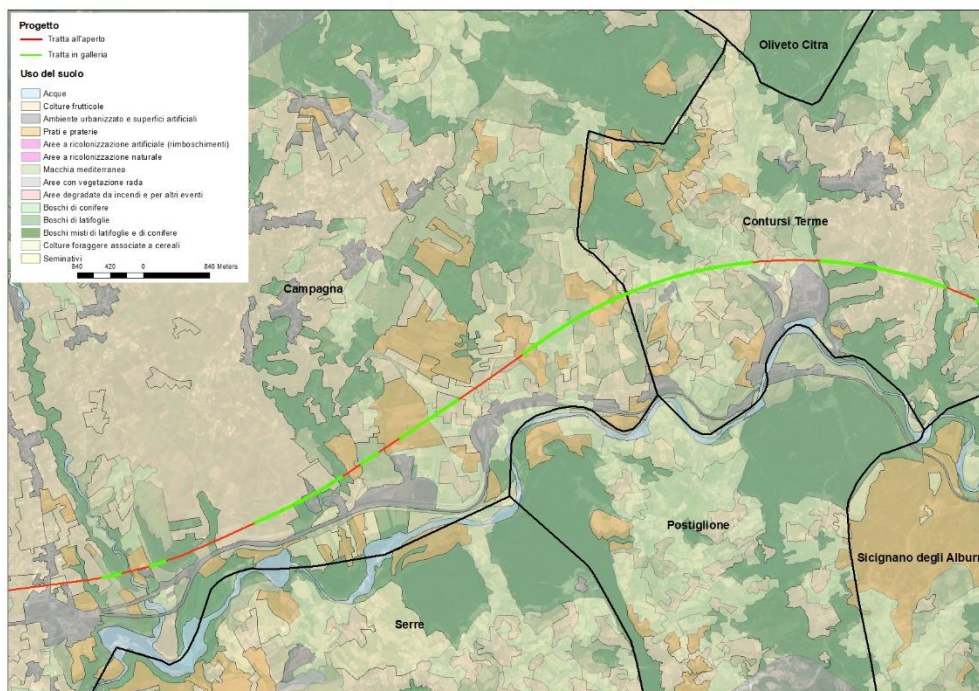 Progetto
Tratta all'aperto
Tratta in galleria
Uso del suolo
Acque
Colture frutticole
Ambiente urbanizzato e superfici artificiali
Prati e praterie
Aree a ricolonizzazione artificiale (rimboschimenti)
Aree a ricolonizzazione naturale
Macchia mediterranea
Aree con vegetazione rada
Aree degradate da incendi e per altri eventi
Boschi di conifere
Boschi di latifoglie
Boschi misti di latifoglie e di conifere
Colture foraggere associate a cereali
Seminativi
840 420 0 840 Meters
Oliveto Citra
Contursi Terme
Campagna
Postiglione
Sicignano degli Alburni
Serre